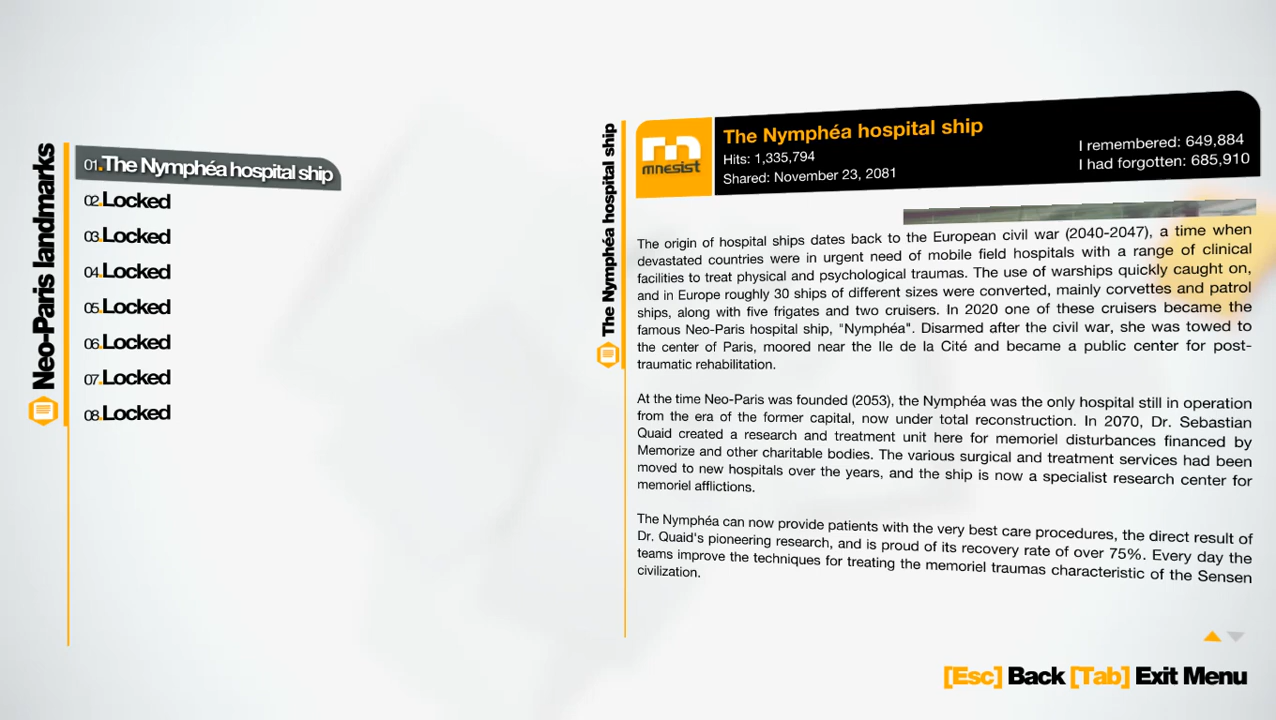 Neo-Paris landmarks
01.The Nymphéa hospital ship
02.Locked
03.Locked
04.Locked
05.Locked
06.Locked
07.Locked
08.Locked
The Nymphéa hospital ship
mnesist
The Nymphéa hospital ship
Hits: 1,335,794
Shared: November 23, 2081
I remembered: 649,884
I had forgotten: 685,910
The origin of hospital ships dates back to the European civil war (2040-2047), a time when
devastated countries were in urgent need of mobile field hospitals with a range of clinical
facilities to treat physical and psychological traumas. The use of warships quickly caught on,
and in Europe roughly 30 ships of different sizes were converted, mainly corvettes and patrol
ships, along with five frigates and two cruisers. In 2020 one of these cruisers became the
famous Neo-Paris hospital ship, "Nymphéa". Disarmed after the civil war, she was towed to
the center of Paris, moored near the Ile de la Cité and became a public center for post-
traumatic rehabilitation.
At the time Neo-Paris was founded (2053), the Nymphéa was the only hospital still in operation
from the era of the former capital, now under total reconstruction. In 2070, Dr. Sebastian
Quaid created a research and treatment unit here for memoriel disturbances financed by
Memorize and other charitable bodies. The various surgical and treatment services had been
moved to new hospitals over the years, and the ship is now a specialist research center for
memoriel afflictions.
The Nymphéa can now provide patients with the very best care procedures, the direct result of
Dr. Quaid's pioneering research, and is proud of its recovery rate of over 75%. Every day the
teams improve the techniques for treating the memoriel traumas characteristic of the Sensen
civilization.
[Esc] Back [Tab] Exit Menu